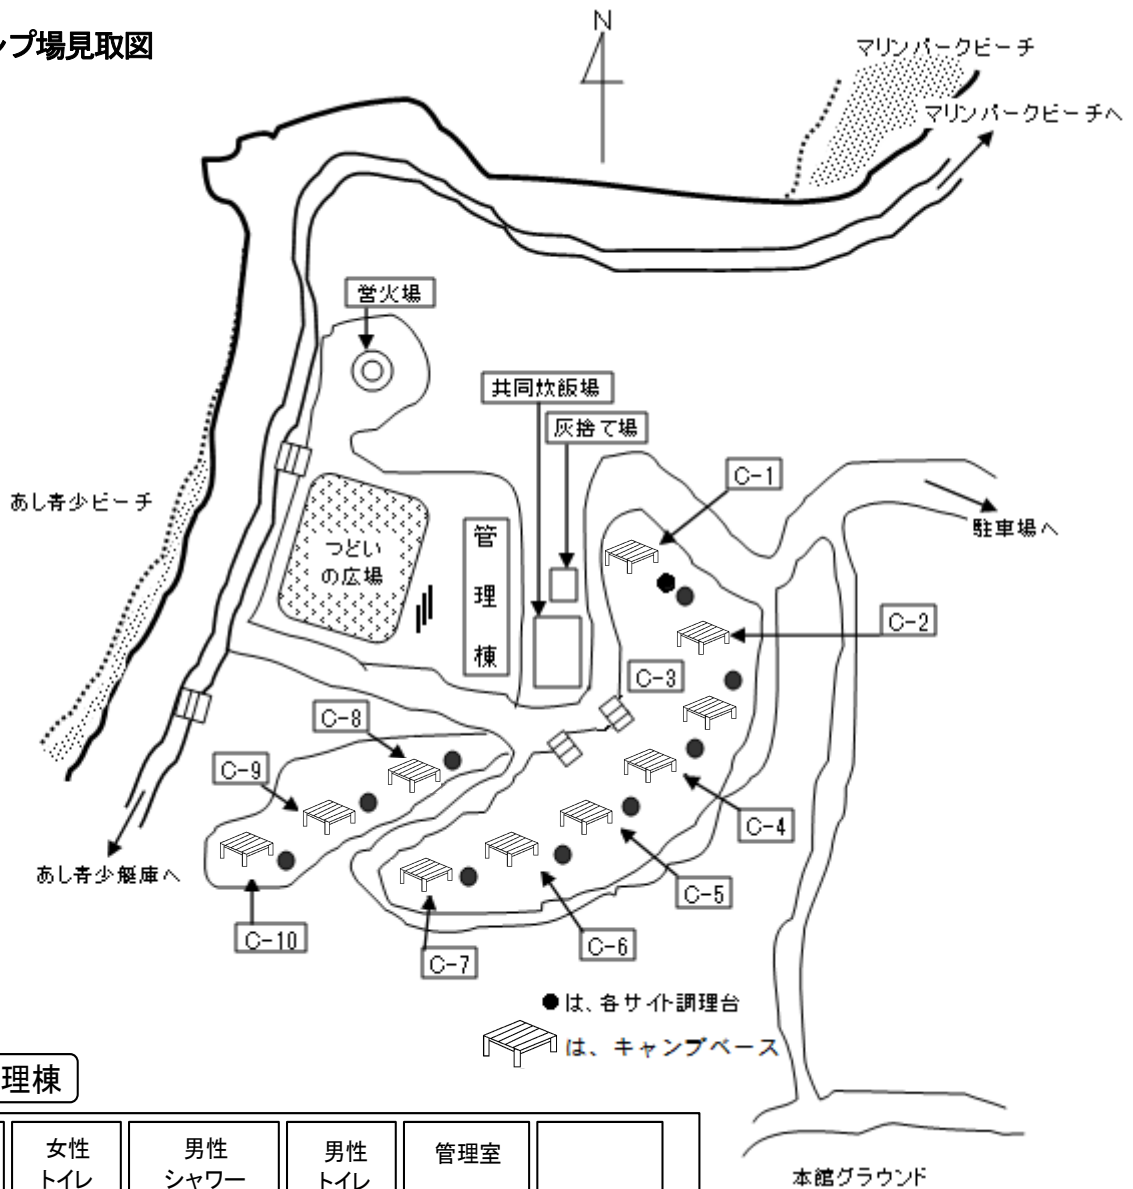 ンプ場見取図
N
マリンパークビーチ
マリンパークビーチへ
営火場
共同炊飯場
灰捨て場
C-1
あし青少ビーチ
つどい
の広場
管理棟
駐車場へ
C-2
C-3
C-8
C-9
C-4
あし青少艇庫へ
C-5
C-10
C-6
C-7
●は、各サイト調理台
は、キャンプベース
理棟
女性
トイレ
男性
シャワー
男性
トイレ
管理室
本館グラウンド